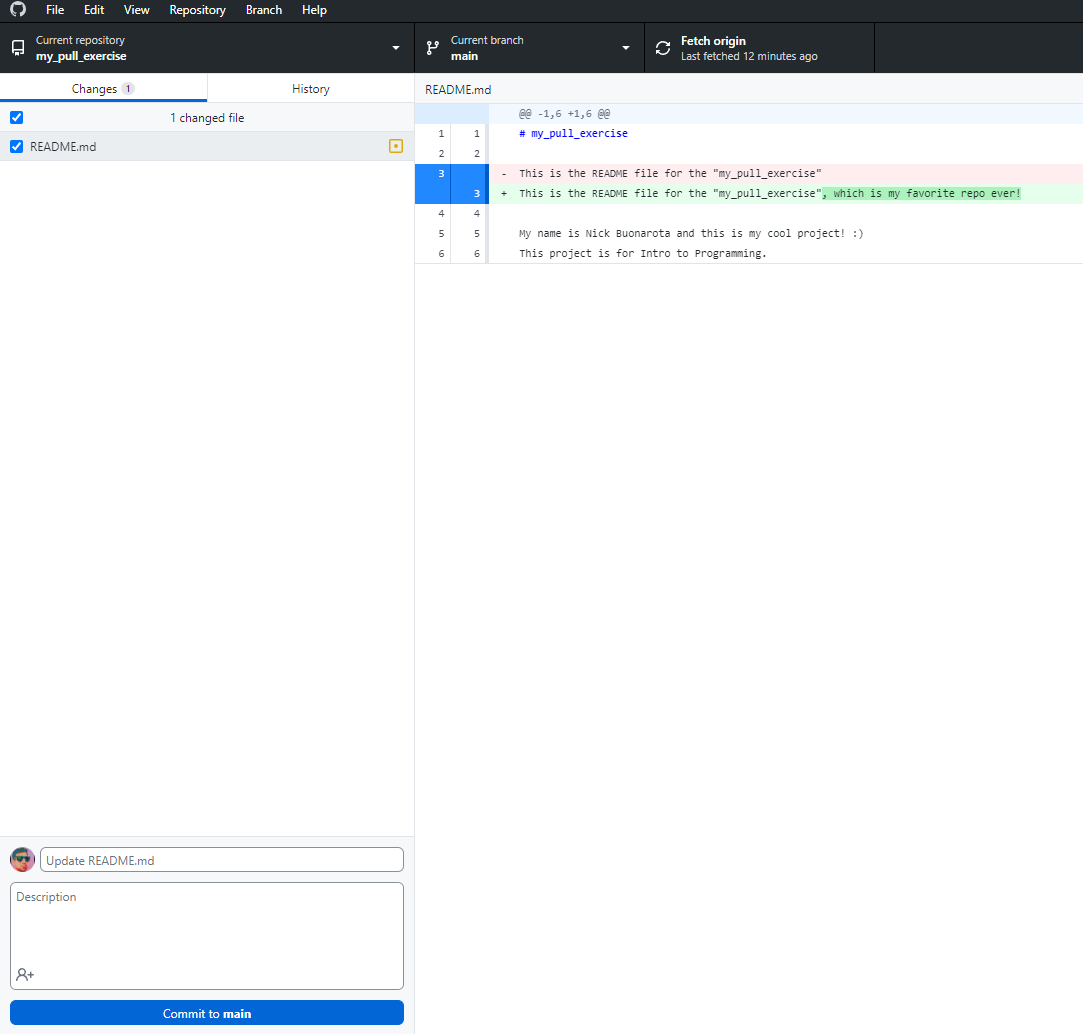 File Edit View Repository Branch Help
Current repository
my_pull_exercise
Current branch
main
Fetch origin
Last fetched 12 minutes ago
Changes 1
History
1 changed file
README.md
README.md
@@ -1,6 +1,6 @@
1 1 # my_pull_exercise
2 2
3 - This is the README file for the "my_pull_exercise"
3 + This is the README file for the "my_pull_exercise", which is my favorite repo ever!
4 4
5 5 My name is Nick Buonarota and this is my cool project! :)
6 6 This project is for Intro to Programming.
Update README.md
Description
Commit to main